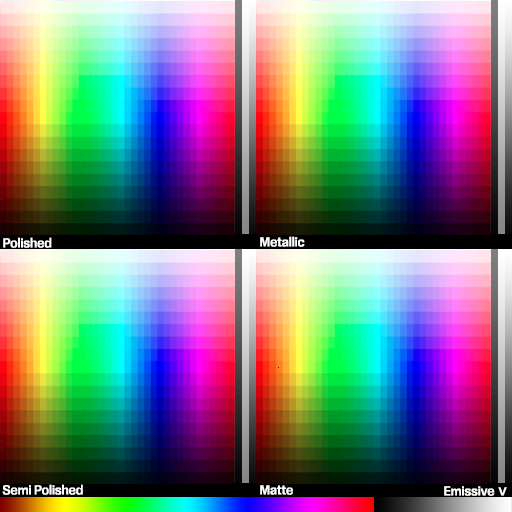 Polished
Metallic
Semi Polished
Matte
Emissive V